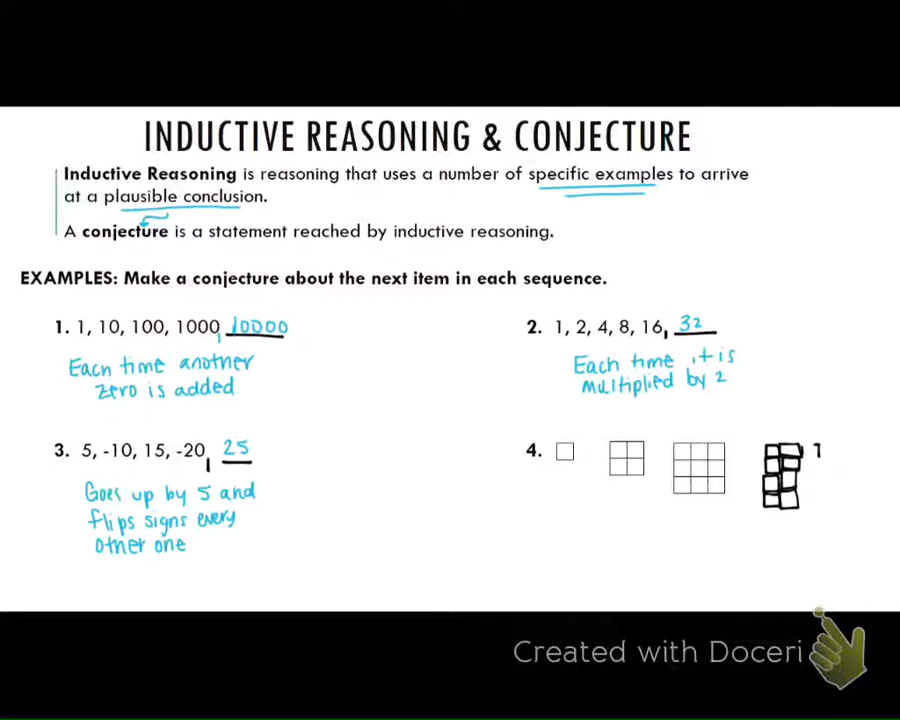 INDUCTIVE REASONING & CONJECTURE
Inductive Reasoning is reasoning that uses a number of specific examples to arrive
at a plausible conclusion.
A conjecture is a statement reached by inductive reasoning.
EXAMPLES: Make a conjecture about the next item in each sequence.
1. 1, 10, 100, 1000, 10000
Each time another
zero is added
2. 1, 2, 4, 8, 16, 32
Each time it is
multiplied by 2
3. 5, -10, 15, -20, 25
Goes up by 5 and
flips signs every
other one
4.
Created with Doceri